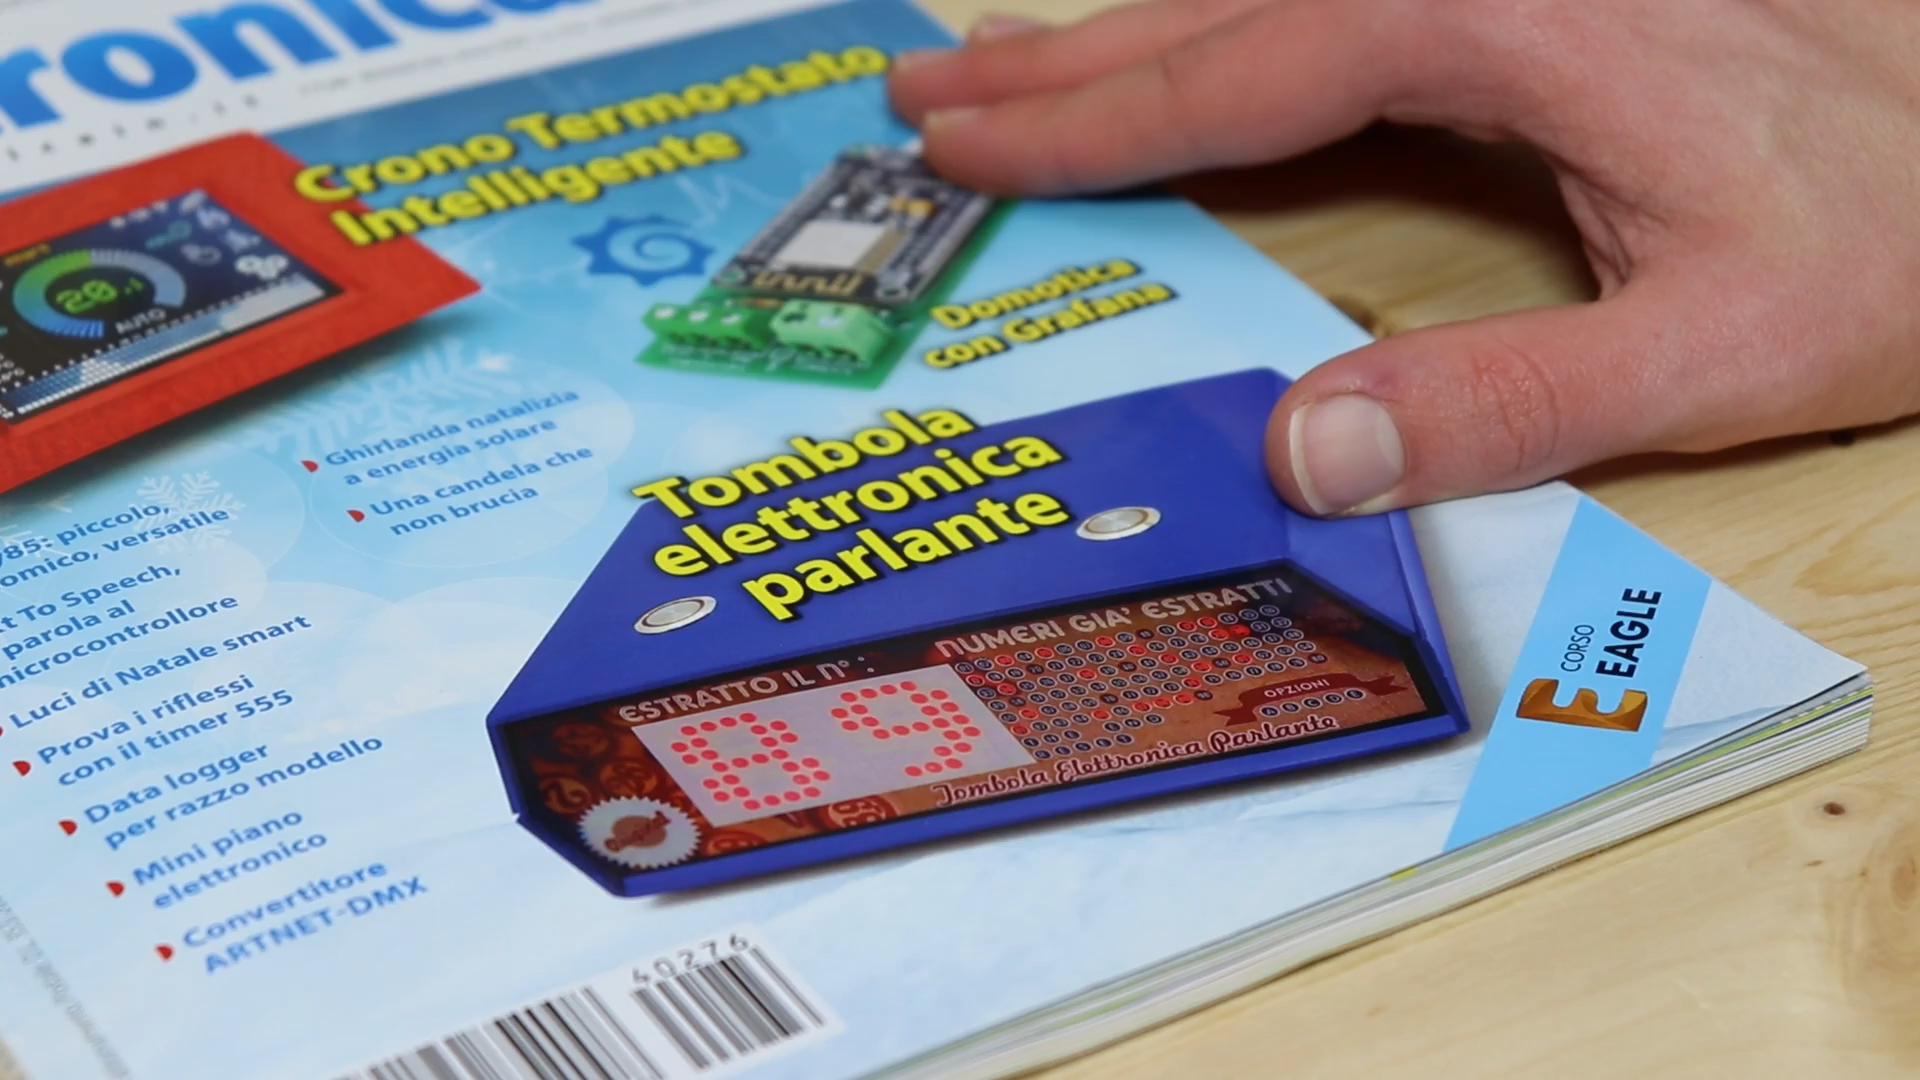 ronica
Crono Termostato
Intelligente
20
AUTO
Domotica
con Grafana
Ghirlanda natalizia
a energia solare
Una candela che
non brucia
85: piccolo,
omico, versatile
t To Speech,
parola al
microcontrollore
Luci di Natale smart
Prova i riflessi
con il timer 555
Data logger
per razzo modello
Mini piano
elettronico
Convertitore
ARTNET-DMX
Tombola
elettronica
parlante
ESTRATTO IL n°:
NUMERI GIA' ESTRATTI
89
OPZIONI
A B C D E
Tombola Elettronica Parlante
CORSO
EAGLE
40276